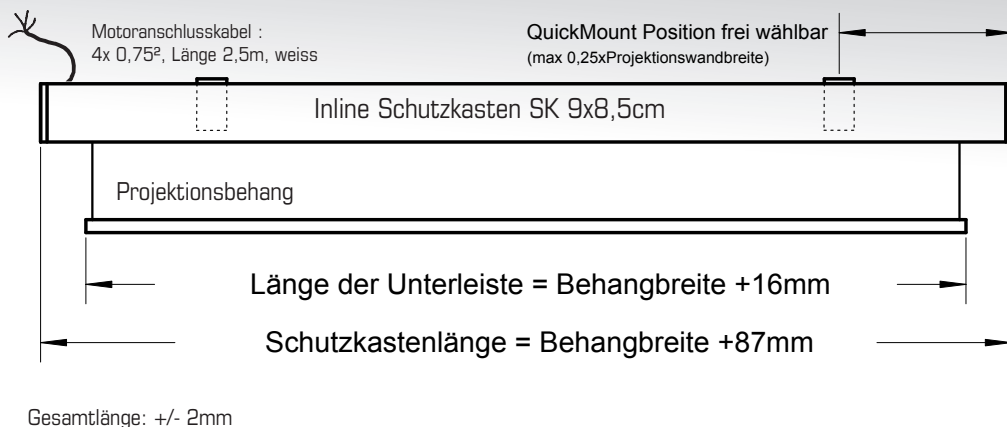 Motoranschlusskabel :
4x 0,75², Länge 2,5m, weiss
QuickMount Position frei wählbar
(max 0,25xProjektionswandbreite)
Inline Schutzkasten SK 9x8,5cm
Projektionsbehang
Länge der Unterleiste = Behangbreite +16mm
Schutzkastenlänge = Behangbreite +87mm
Gesamtlänge: +/- 2mm